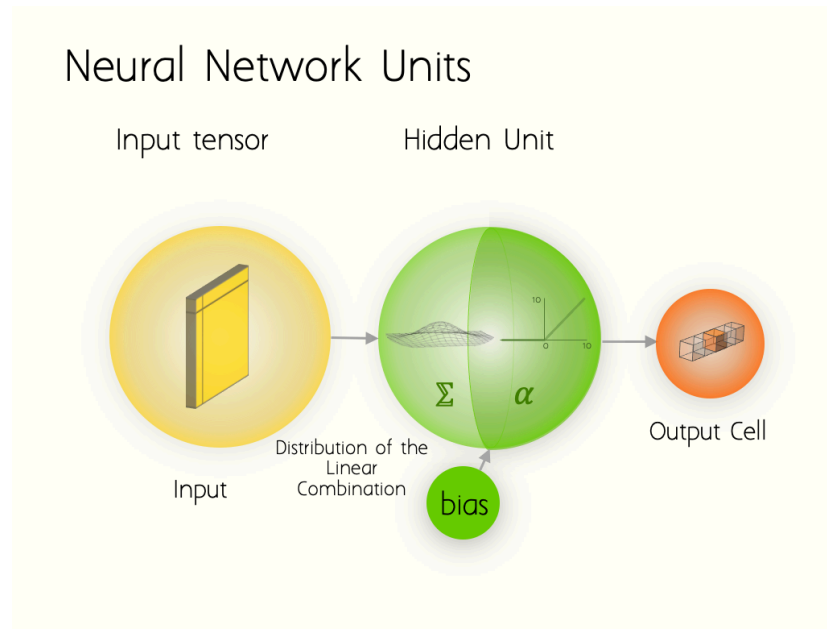 Neural Network Units
Input tensor
Hidden Unit
10
0
10
Σ
α
Output Cell
Distribution of the
Linear
Combination
Input
bias